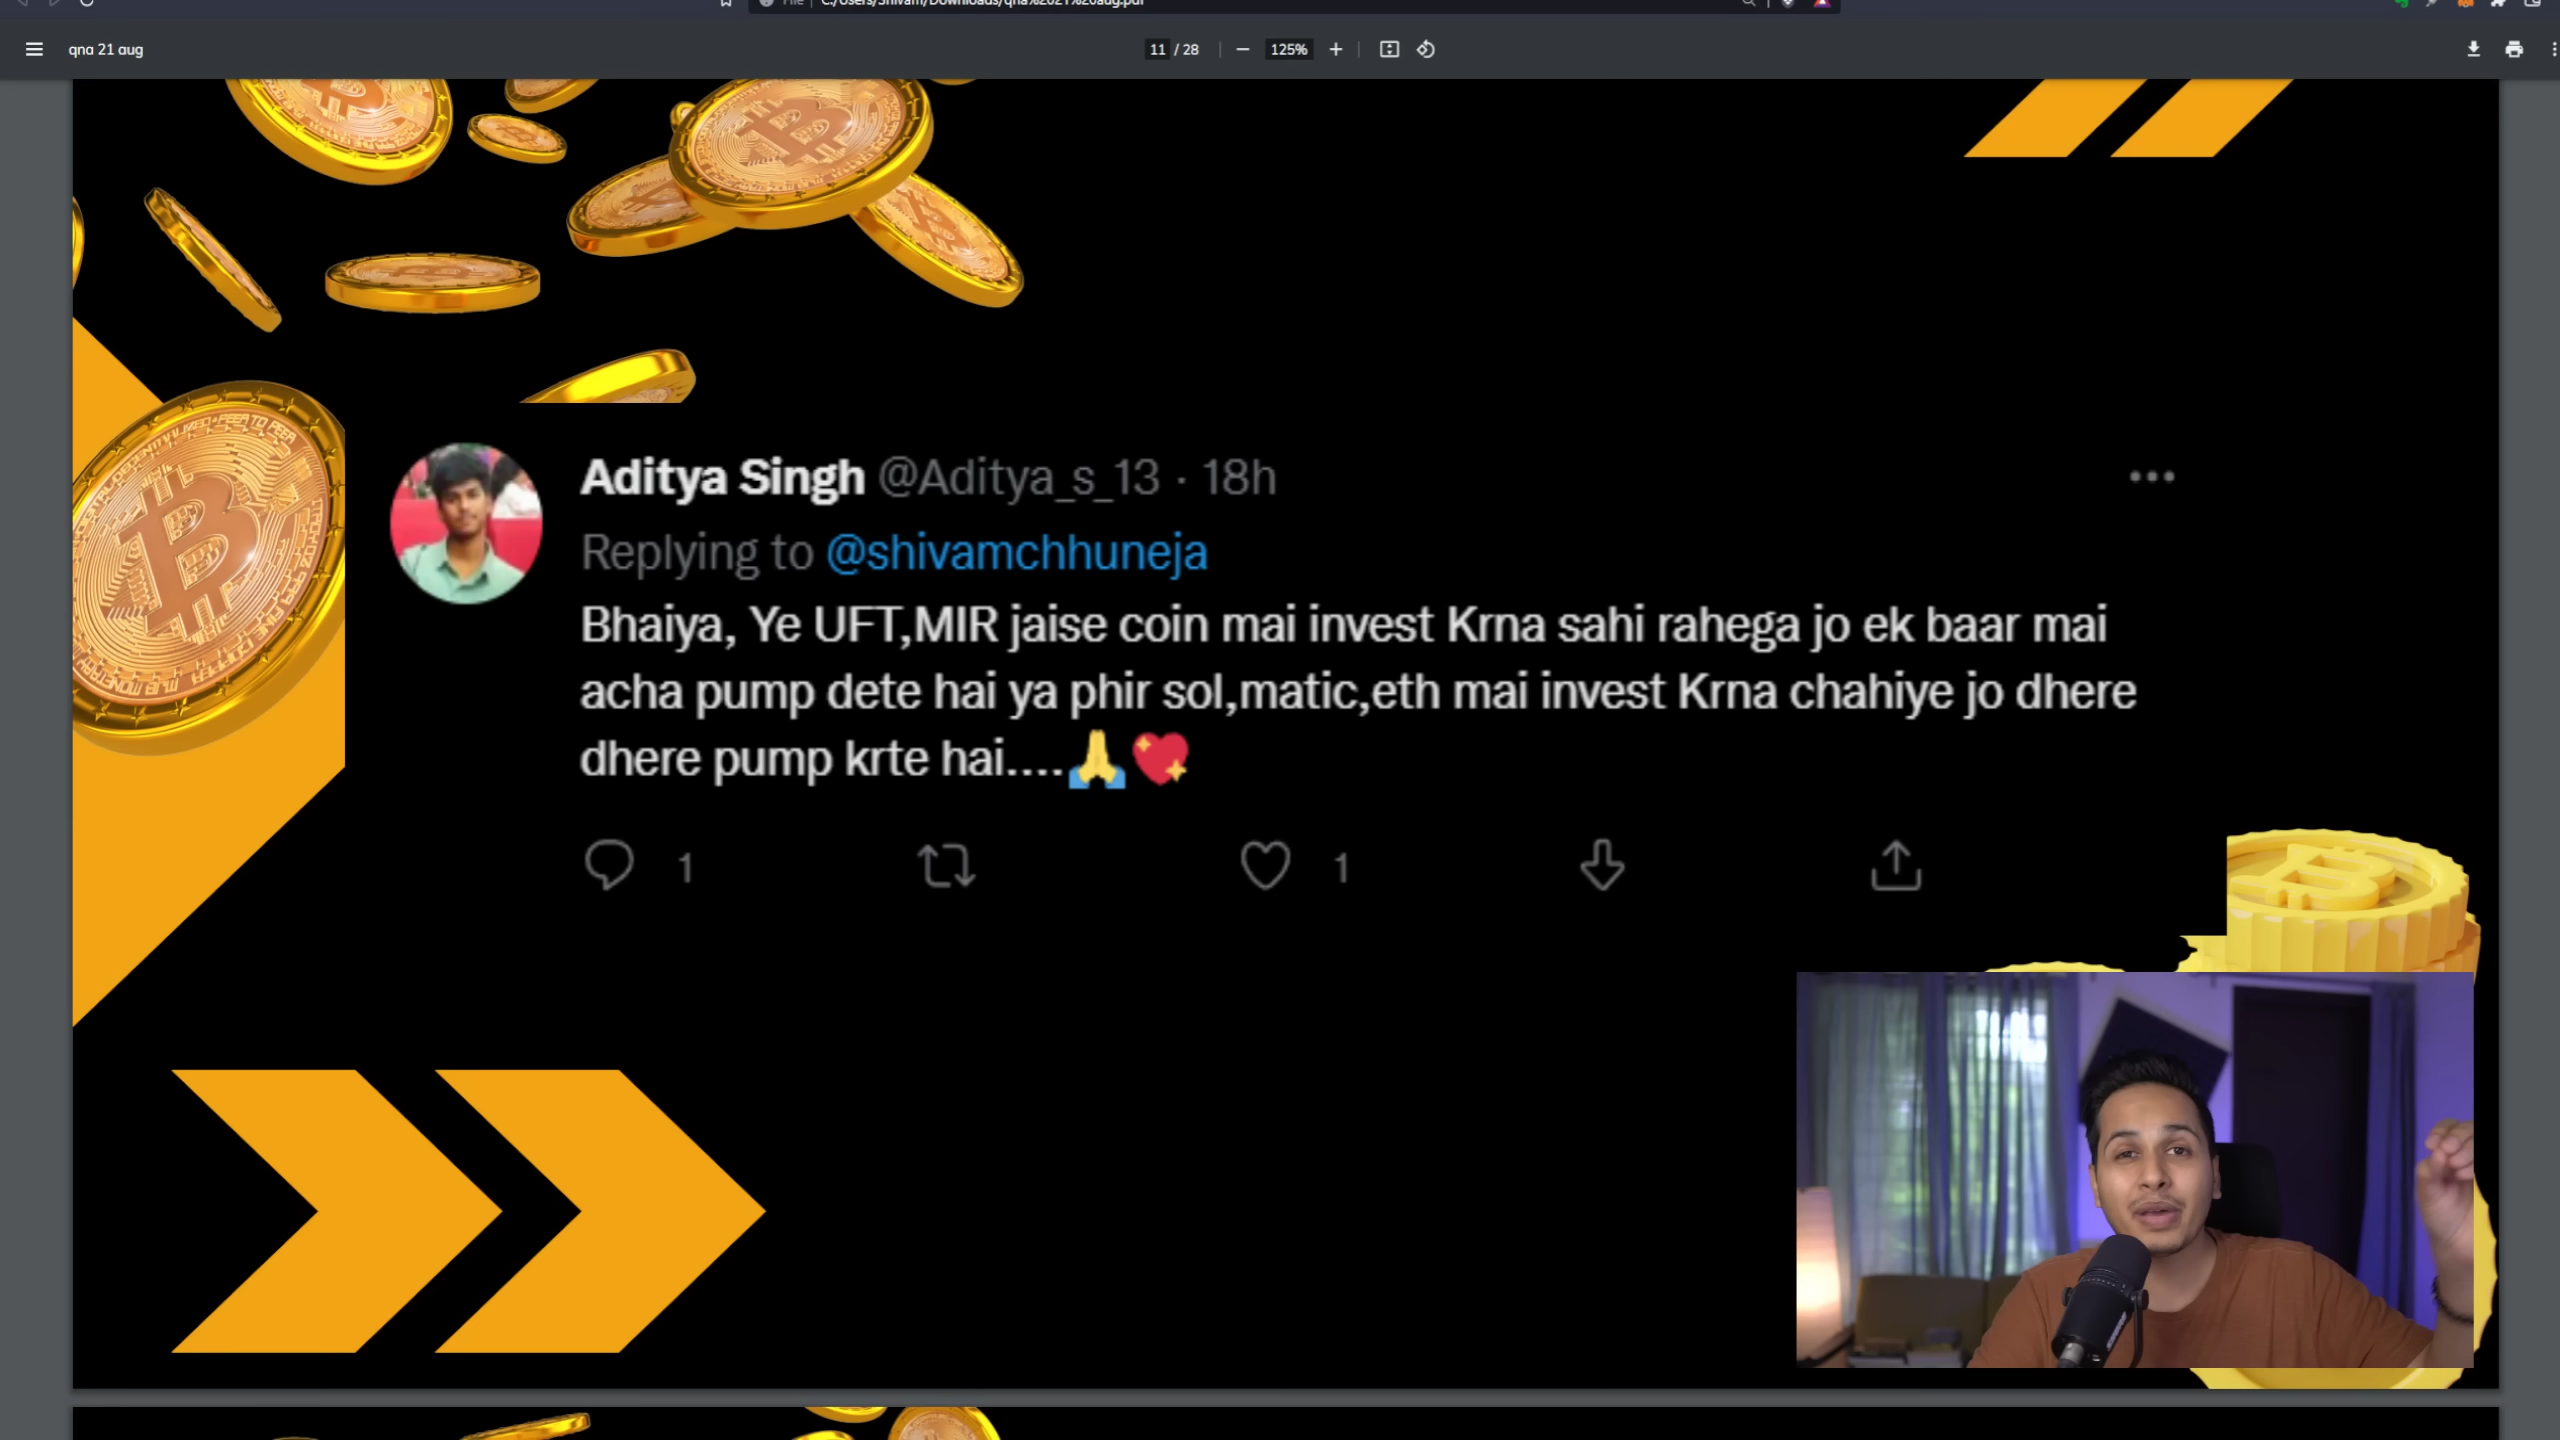 qna 21 aug
11 / 28
125%
Aditya Singh @Aditya_s_13 · 18h
Replying to @shivamchhuneja
Bhaiya, Ye UFT,MIR jaise coin mai invest Krna sahi rahega jo ek baar mai
acha pump dete hai ya phir sol,matic,eth mai invest Krna chahiye jo dhere
dhere pump krte hai....🙏💖
1
1